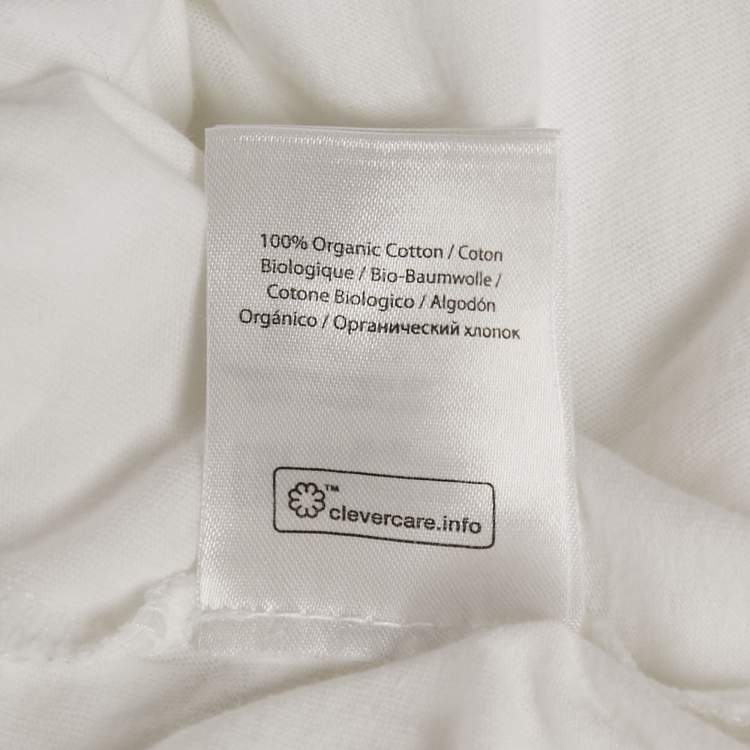 100% Organic Cotton / Coton
Biologique / Bio-Baumwolle /
Cotone Biologico / Algodón
Orgánico / Органический хлопок
™
clevercare.info